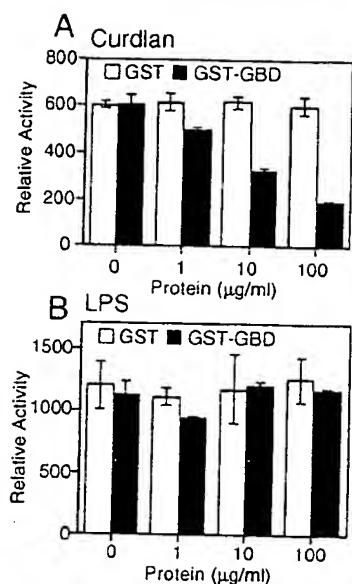 A Curdlan
800
600
400
200
0
Relative Activity
GST GST-GBD
0 1 10 100
Protein (μg/ml)
B LPS
1500
1000
500
0
Relative Activity
GST GST-GBD
0 1 10 100
Protein (μg/ml)